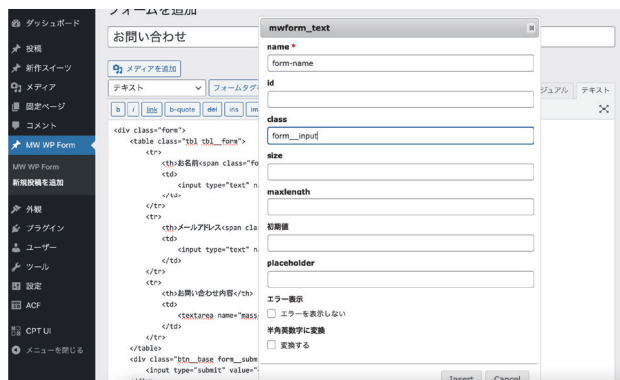 ダッシュボード
投稿
新作スイーツ
メディア
固定ページ
コメント
MW WP Form
MW WP Form
新規投稿を追加
外観
プラグイン
ユーザー
ツール
設定
ACF
CPT UI
メニューを閉じる
フォームを追加
お問い合わせ
メディアを追加
テキスト
フォームタグ
ジュアル
テキスト
b
i
link
b-quote
del
ins
im
<div class="form">
<table class="tbl tbl__form">
<tr>
<th>お名前<span class="fo
<td>
<input type="text" n
</td>
</tr>
<tr>
<th>メールアドレス<span cla
<td>
<input type="text" n
</td>
</tr>
<tr>
<th>お問い合わせ内容</th>
<td>
<textarea name="mass
</td>
</tr>
</table>
<div class="btn__base form__subm
<input type="submit" value="
mwform_text
name *
form-name
id
class
form__input
size
maxlength
初期値
placeholder
エラー表示
エラーを表示しない
半角英数字に変換
変換する
Insert
Cancel